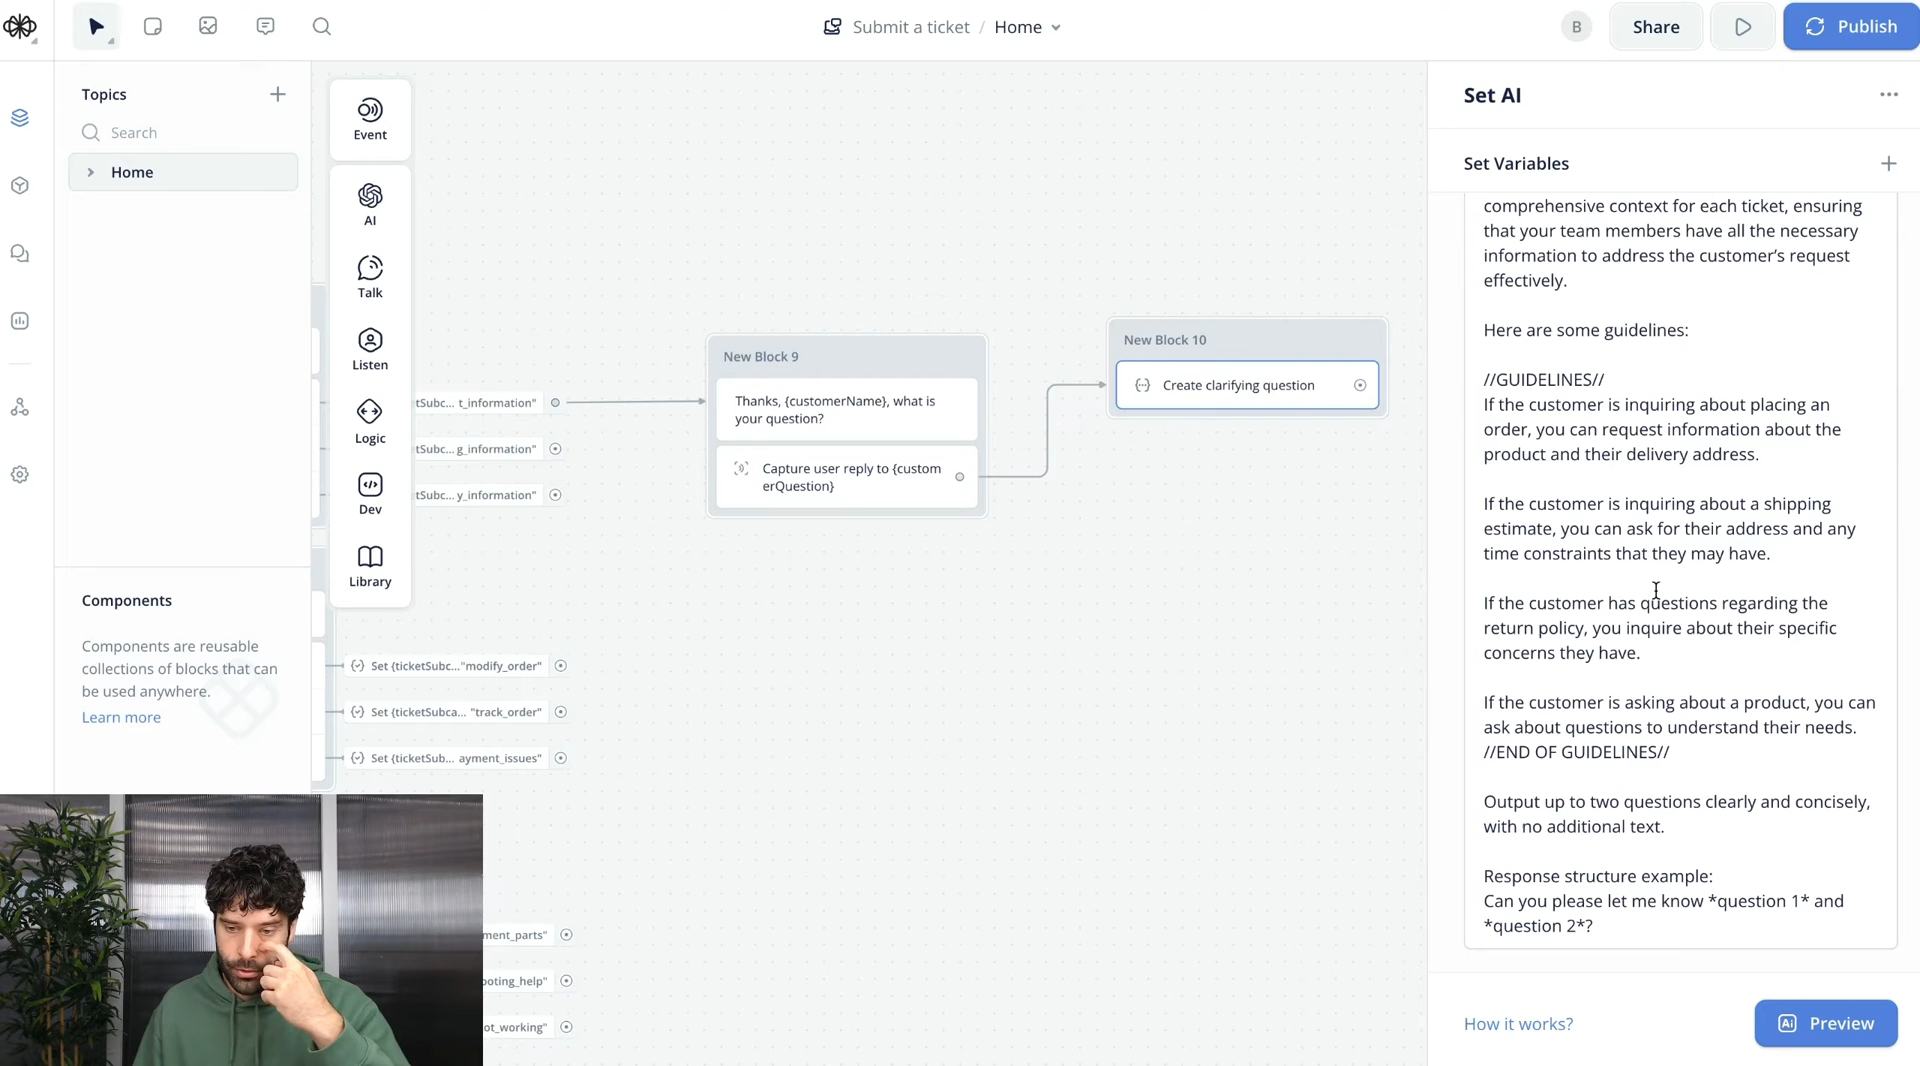 Submit a ticket / Home
B
Share
Publish
Topics
Search
Home
Event
AI
Talk
Listen
Logic
Dev
Library
Components
Components are reusable
collections of blocks that can
be used anywhere.
Learn more
tSubc... t_information"
tSubc... g_information"
tSubc... y_information"
Set {ticketSubc..."modify_order"
Set {ticketSubca... "track_order"
Set {ticketSub... ayment_issues"
ment_parts"
ooting_help"
ot_working"
New Block 9
Thanks, {customerName}, what is
your question?
Capture user reply to {custom
erQuestion}
New Block 10
Create clarifying question
Set AI
Set Variables
comprehensive context for each ticket, ensuring
that your team members have all the necessary
information to address the customer’s request
effectively.
Here are some guidelines:
//GUIDELINES//
If the customer is inquiring about placing an
order, you can request information about the
product and their delivery address.
If the customer is inquiring about a shipping
estimate, you can ask for their address and any
time constraints that they may have.
If the customer has questions regarding the
return policy, you inquire about their specific
concerns they have.
If the customer is asking about a product, you can
ask about questions to understand their needs.
//END OF GUIDELINES//
Output up to two questions clearly and concisely,
with no additional text.
Response structure example:
Can you please let me know *question 1* and
*question 2*?
How it works?
Ai Preview